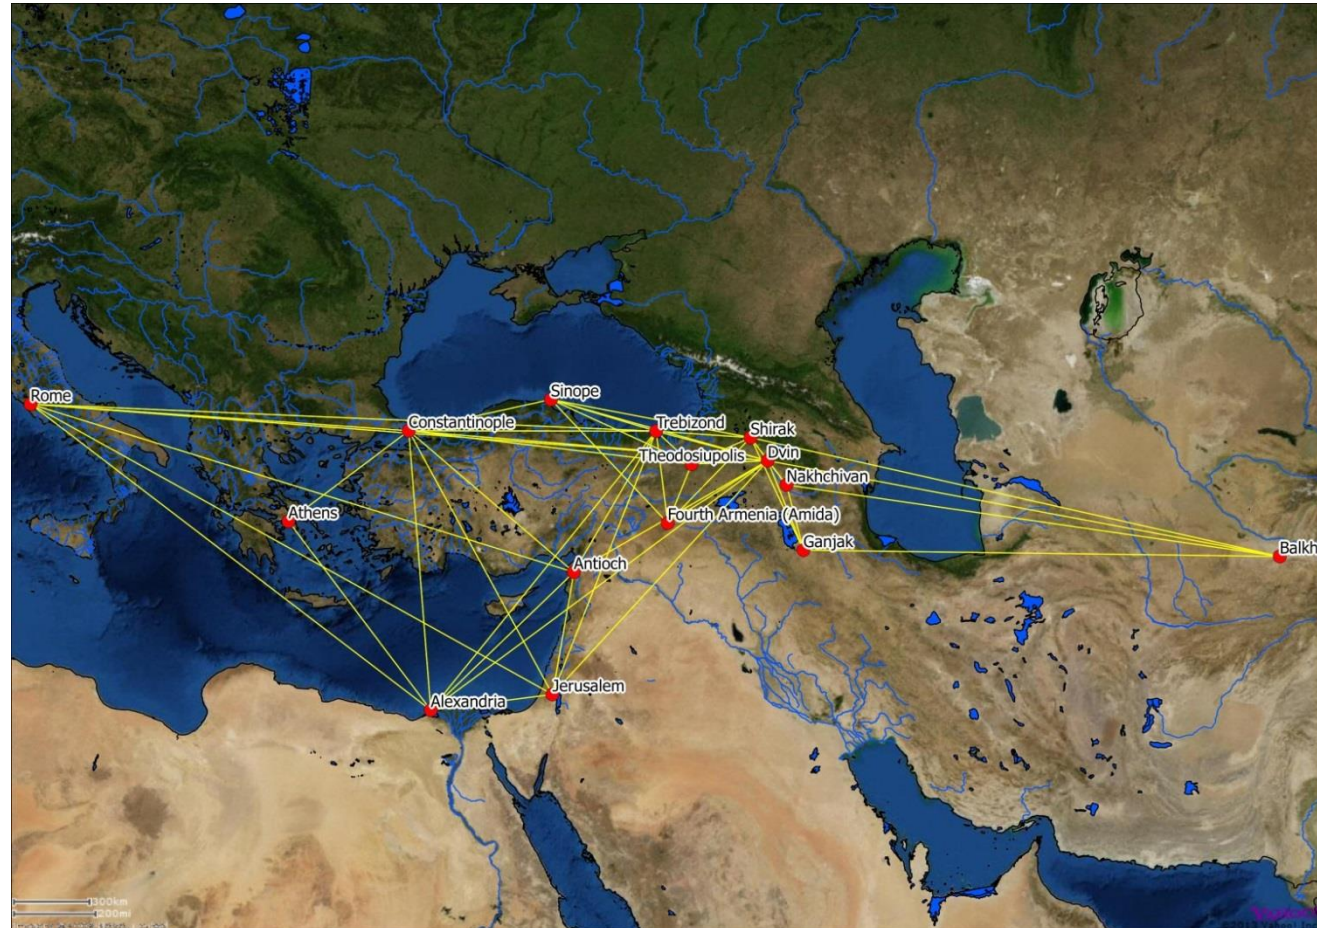 Rome
Sinope
Constantinople
Trebizond
Shirak
Theodosiupolis
Dvin
Nakhchivan
Athens
Fourth Armenia (Amida)
Ganjak
Balkh
Antioch
Jerusalem
Alexandria
300km
200mi